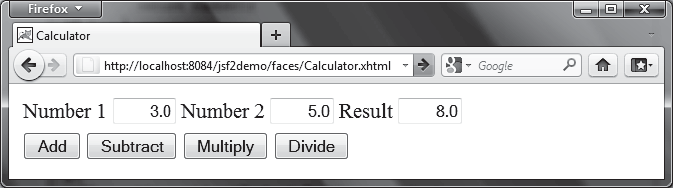 Firefox
Calculator
http://localhost:8084/jsf2demo/faces/Calculator.xhtml
Google
Number 1 3.0 Number 2 5.0 Result 8.0
Add Subtract Multiply Divide